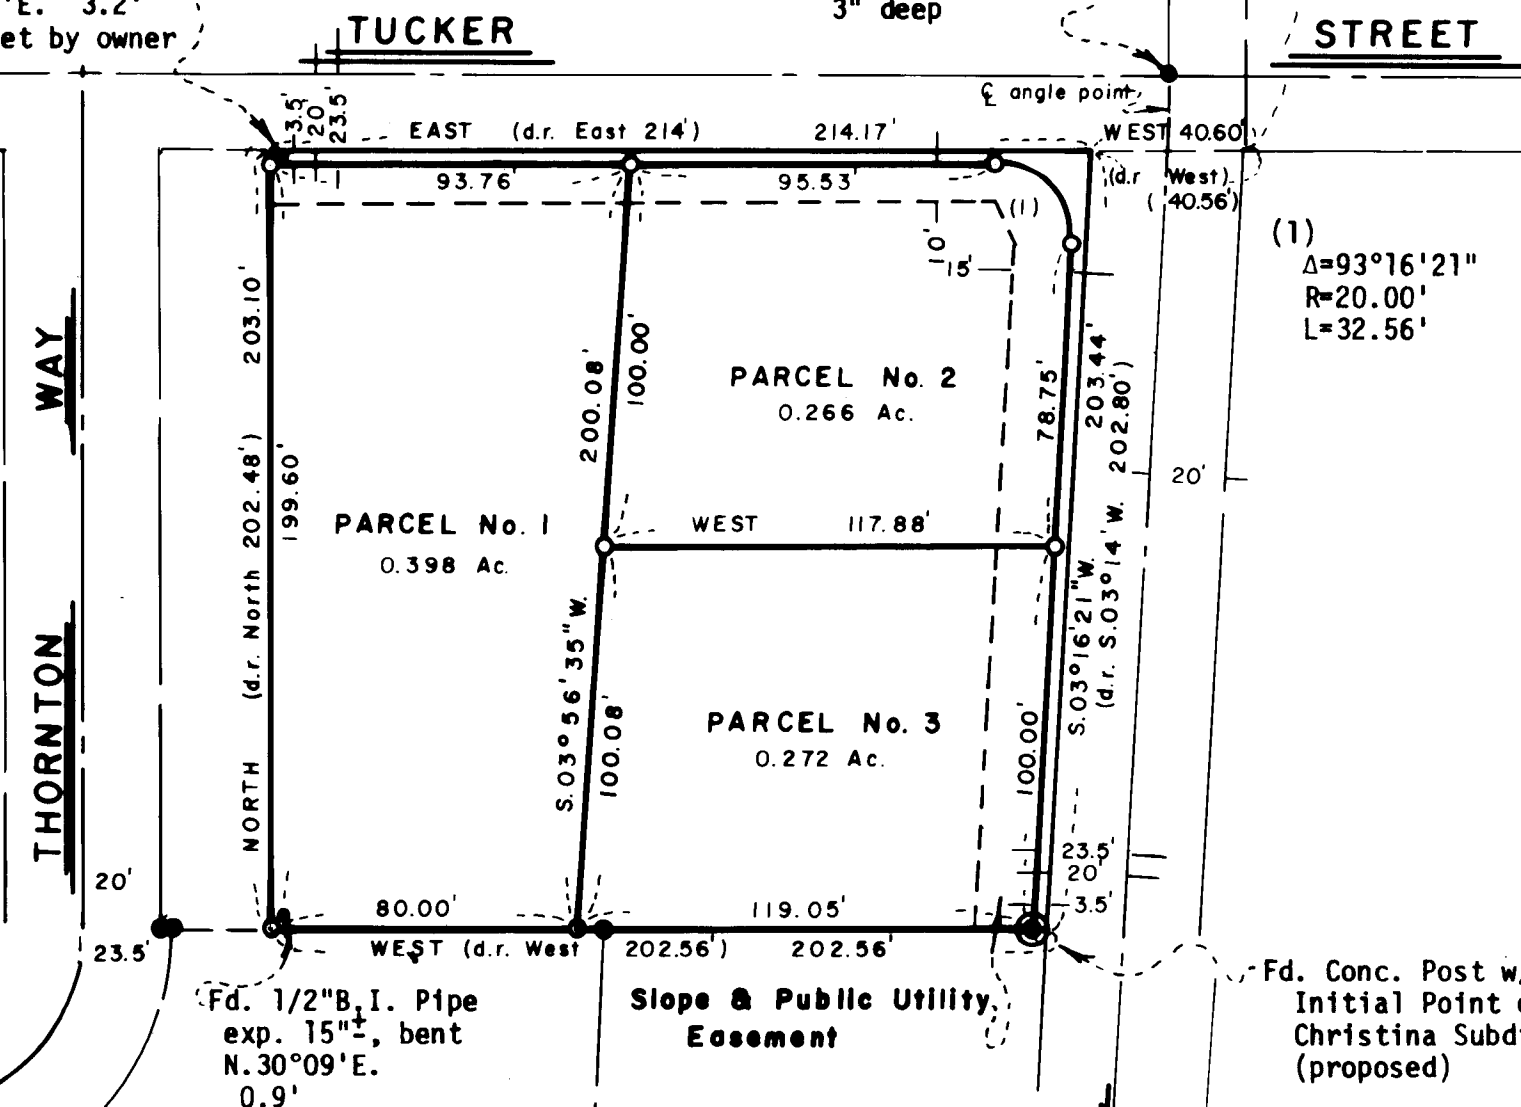 'E. 3.2'
et by owner
TUCKER
3" deep
STREET
℄ angle point
3.5'
20'
23.5'
EAST (d.r. East 214') 214.17'
WEST 40.60'
93.76'
95.53'
(d.r. West)
(40.56')
(1)
10'
15'
(1)
Δ=93°16'21"
R=20.00'
L=32.56'
WAY
THORNTON
NORTH (d.r. North 202.48') 203.10'
199.60'
200.08'
100.00'
PARCEL No. 2
0.266 Ac.
78.75'
203.44'
202.80')
20'
PARCEL No. 1
0.398 Ac.
WEST 117.88'
S.03°56'35"W.
100.08'
PARCEL No. 3
0.272 Ac.
100.00'
S.03°16'21"W.
(d.r. S.03°14'W.
23.5'
20'
3.5'
20'
23.5'
80.00'
119.05'
WEST (d.r. West 202.56') 202.56'
Fd. 1/2"B.I. Pipe
exp. 15"±, bent
N.30°09'E.
0.9'
Slope & Public Utility
Easement
Fd. Conc. Post w
Initial Point
Christina Subd
(proposed)